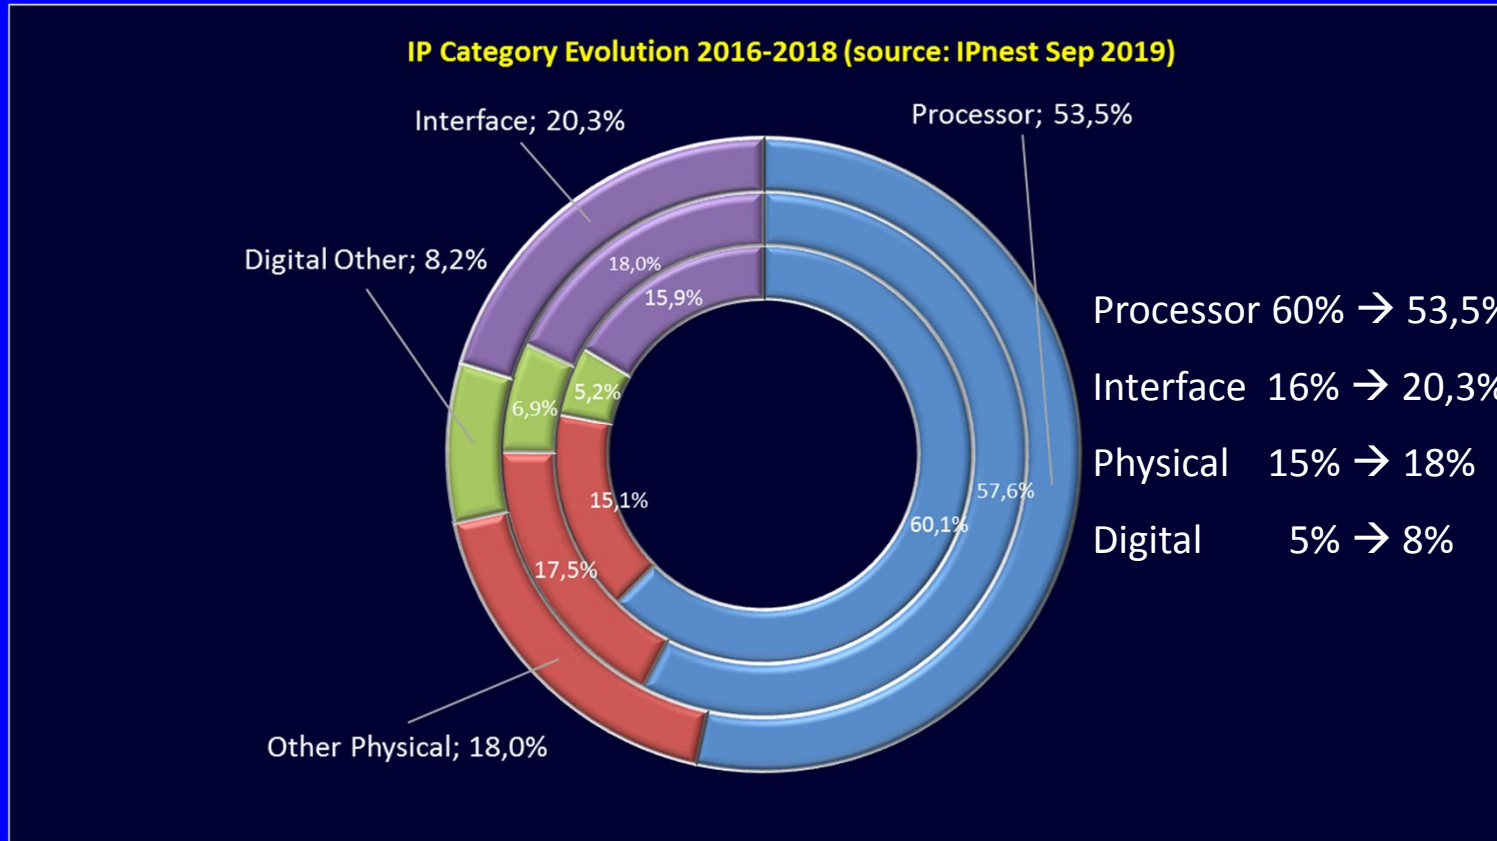 IP Category Evolution 2016-2018 (source: IPnest Sep 2019)
Processor; 53,5%
Interface; 20,3%
Digital Other; 8,2%
18,0%
15,9%
5,2%
6,9%
15,1%
17,5%
57,6%
60,1%
Other Physical; 18,0%
Processor 60% → 53,5%
Interface 16% → 20,3%
Physical 15% → 18%
Digital 5% → 8%